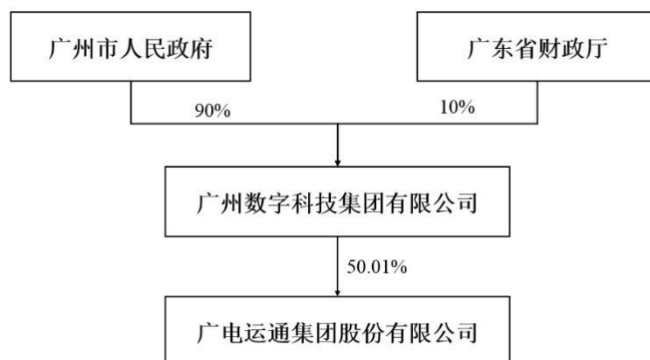 广州市人民政府
广东省财政厅
90%
10%
广州数字科技集团有限公司
50.01%
广电运通集团股份有限公司